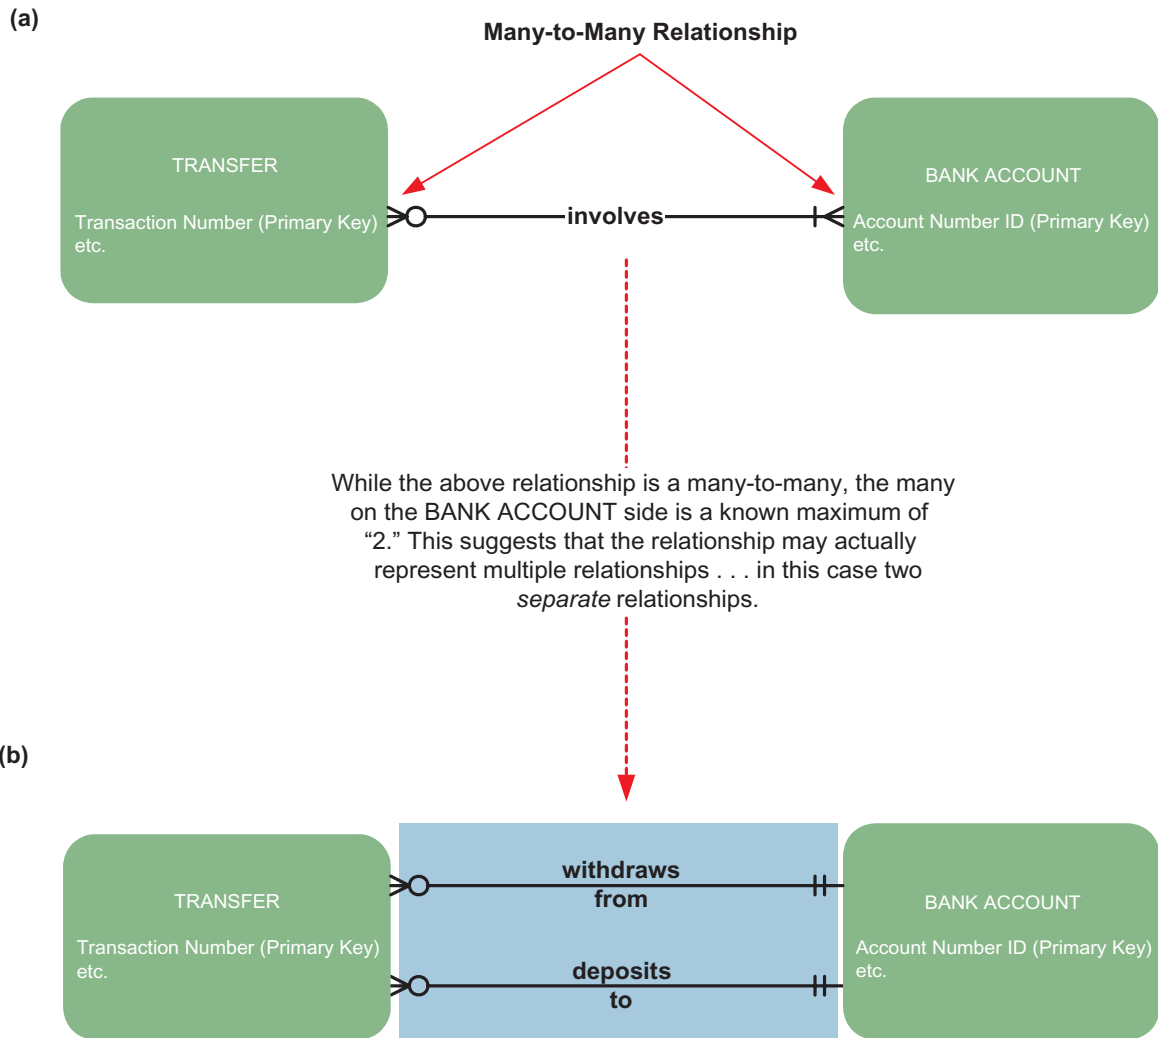 (a)
Many-to-Many Relationship
TRANSFER
Transaction Number (Primary Key)
etc.
involves
BANK ACCOUNT
Account Number ID (Primary Key)
etc.
While the above relationship is a many-to-many, the many
on the BANK ACCOUNT side is a known maximum of
“2.” This suggests that the relationship may actually
represent multiple relationships . . . in this case two
separate relationships.
(b)
TRANSFER
Transaction Number (Primary Key)
etc.
withdraws
from
deposits
to
BANK ACCOUNT
Account Number ID (Primary Key)
etc.